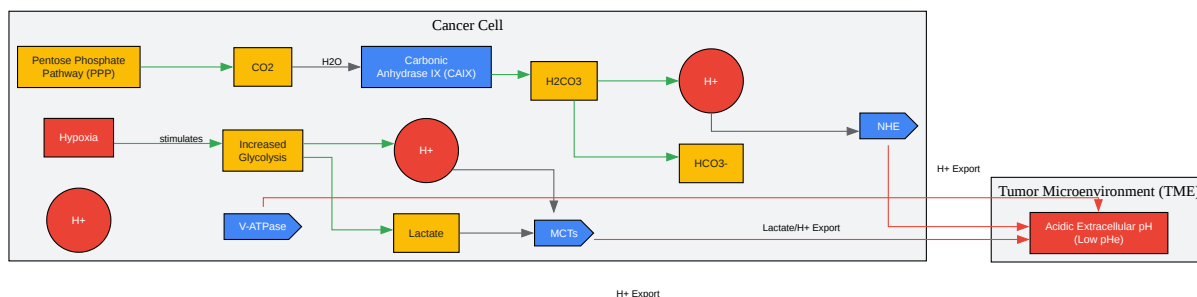 Cancer Cell
Pentose Phosphate
Pathway (PPP)
CO2
H2O
Carbonic
Anhydrase IX (CAIX)
H2CO3
H+
Hypoxia
stimulates
Increased
Glycolysis
H+
HCO3-
NHE
H+ Export
H+
V-ATPase
Lactate
MCTs
Lactate/H+ Export
Tumor Microenvironment (TME)
Acidic Extracellular pH
(Low pHe)
H+ Export